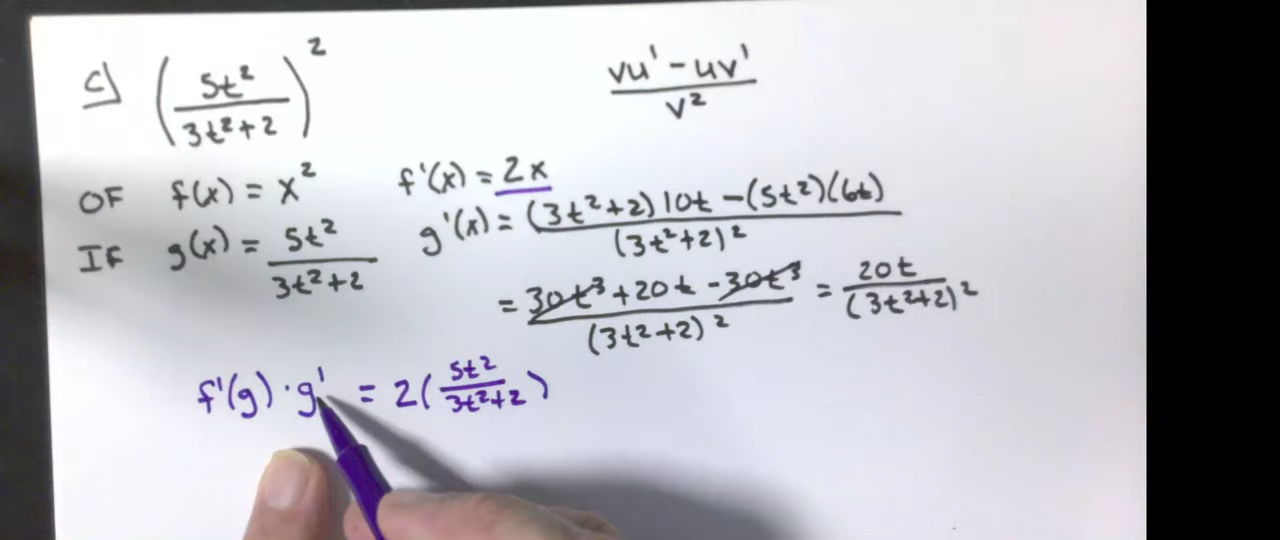 c) (5t²/(3t²+2))²
(vu' - uv')/v²
OF f(x) = x² f'(x) = 2x
IF g(x) = 5t²/(3t²+2) g'(x) = ((3t²+2)10t - (5t²)(6t))/(3t²+2)²
= (30t³ + 20t - 30t³)/(3t²+2)² = 20t/(3t²+2)²
f'(g) · g' = 2(5t²/(3t²+2))